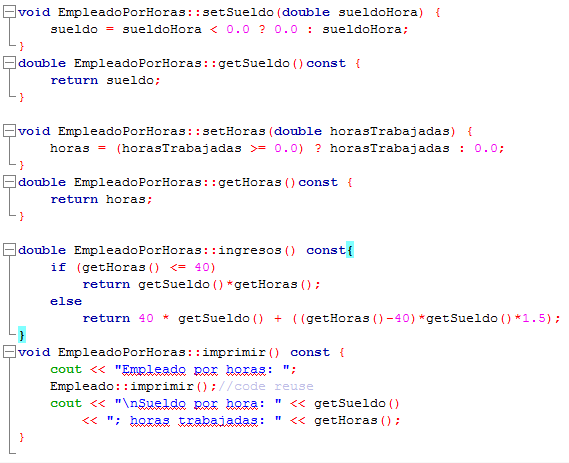 void EmpleadoPorHoras::setSueldo(double sueldoHora) {
sueldo = sueldoHora < 0.0 ? 0.0 : sueldoHora;
}
double EmpleadoPorHoras::getSueldo()const {
return sueldo;
}
void EmpleadoPorHoras::setHoras(double horasTrabajadas) {
horas = (horasTrabajadas >= 0.0) ? horasTrabajadas : 0.0;
}
double EmpleadoPorHoras::getHoras()const {
return horas;
}
double EmpleadoPorHoras::ingresos() const{
if (getHoras() <= 40)
return getSueldo()*getHoras();
else
return 40 * getSueldo() + ((getHoras()-40)*getSueldo()*1.5);
}
void EmpleadoPorHoras::imprimir() const {
cout << "Empleado por horas: ";
Empleado::imprimir();//code reuse
cout << "\nSueldo por hora: " << getSueldo()
<< "; horas trabajadas: " << getHoras();
}